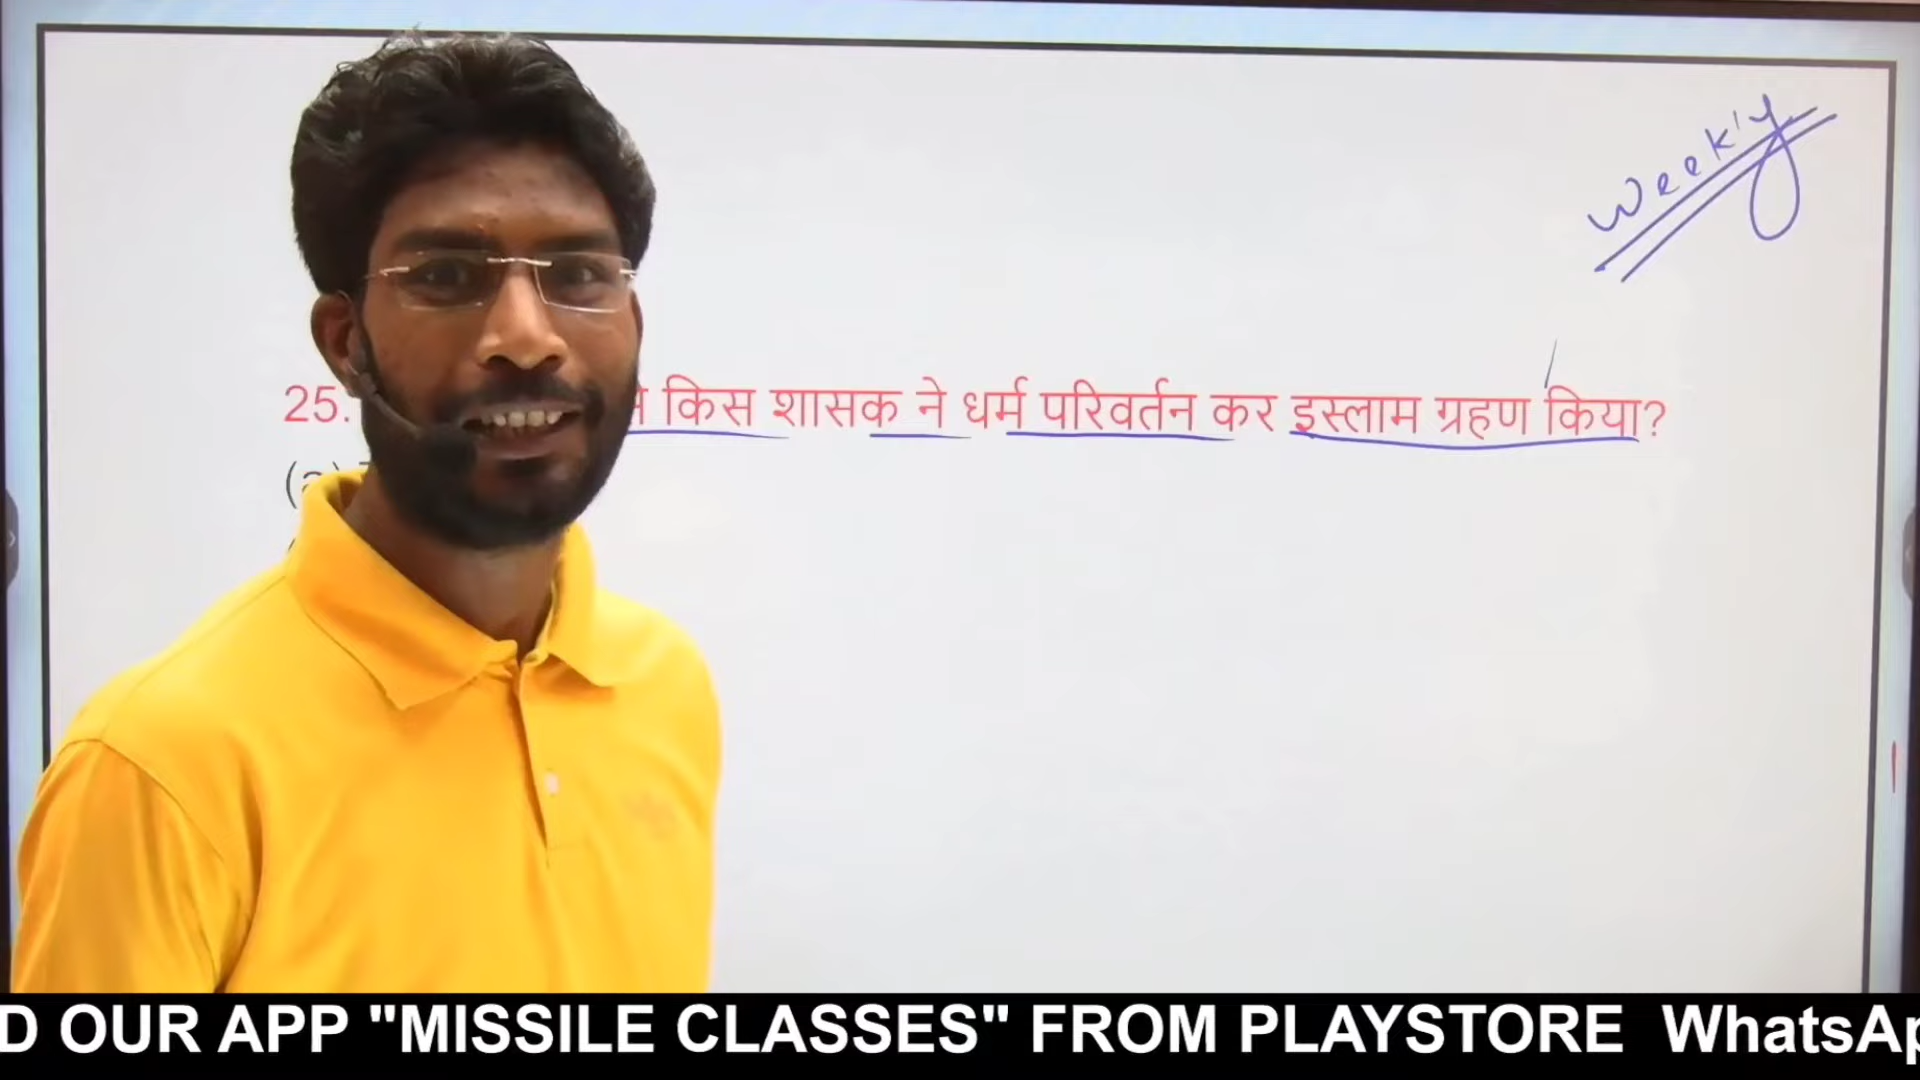 Weekly
25. किस शासक ने धर्म परिवर्तन कर इस्लाम ग्रहण किया?
D OUR APP "MISSILE CLASSES" FROM PLAYSTORE WhatsAp